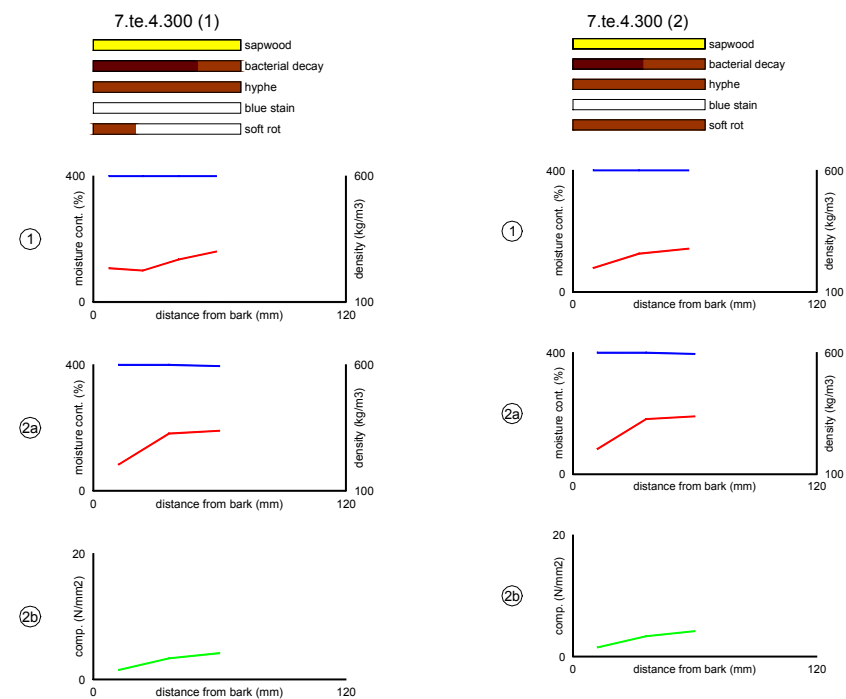 7.te.4.300 (1)
sapwood
bacterial decay
hyphe
blue stain
soft rot
1
400
0
moisture cont. (%)
600
100
density (kg/m3)
0
distance from bark (mm)
120
2a
400
0
moisture cont. (%)
600
100
density (kg/m3)
0
distance from bark (mm)
120
2b
20
0
comp. (N/mm2)
0
distance from bark (mm)
120
7.te.4.300 (2)
sapwood
bacterial decay
hyphe
blue stain
soft rot
1
400
0
moisture cont. (%)
600
100
density (kg/m3)
0
distance from bark (mm)
120
2a
400
0
moisture cont. (%)
600
100
density (kg/m3)
0
distance from bark (mm)
120
2b
20
0
comp. (N/mm2)
0
distance from bark (mm)
120